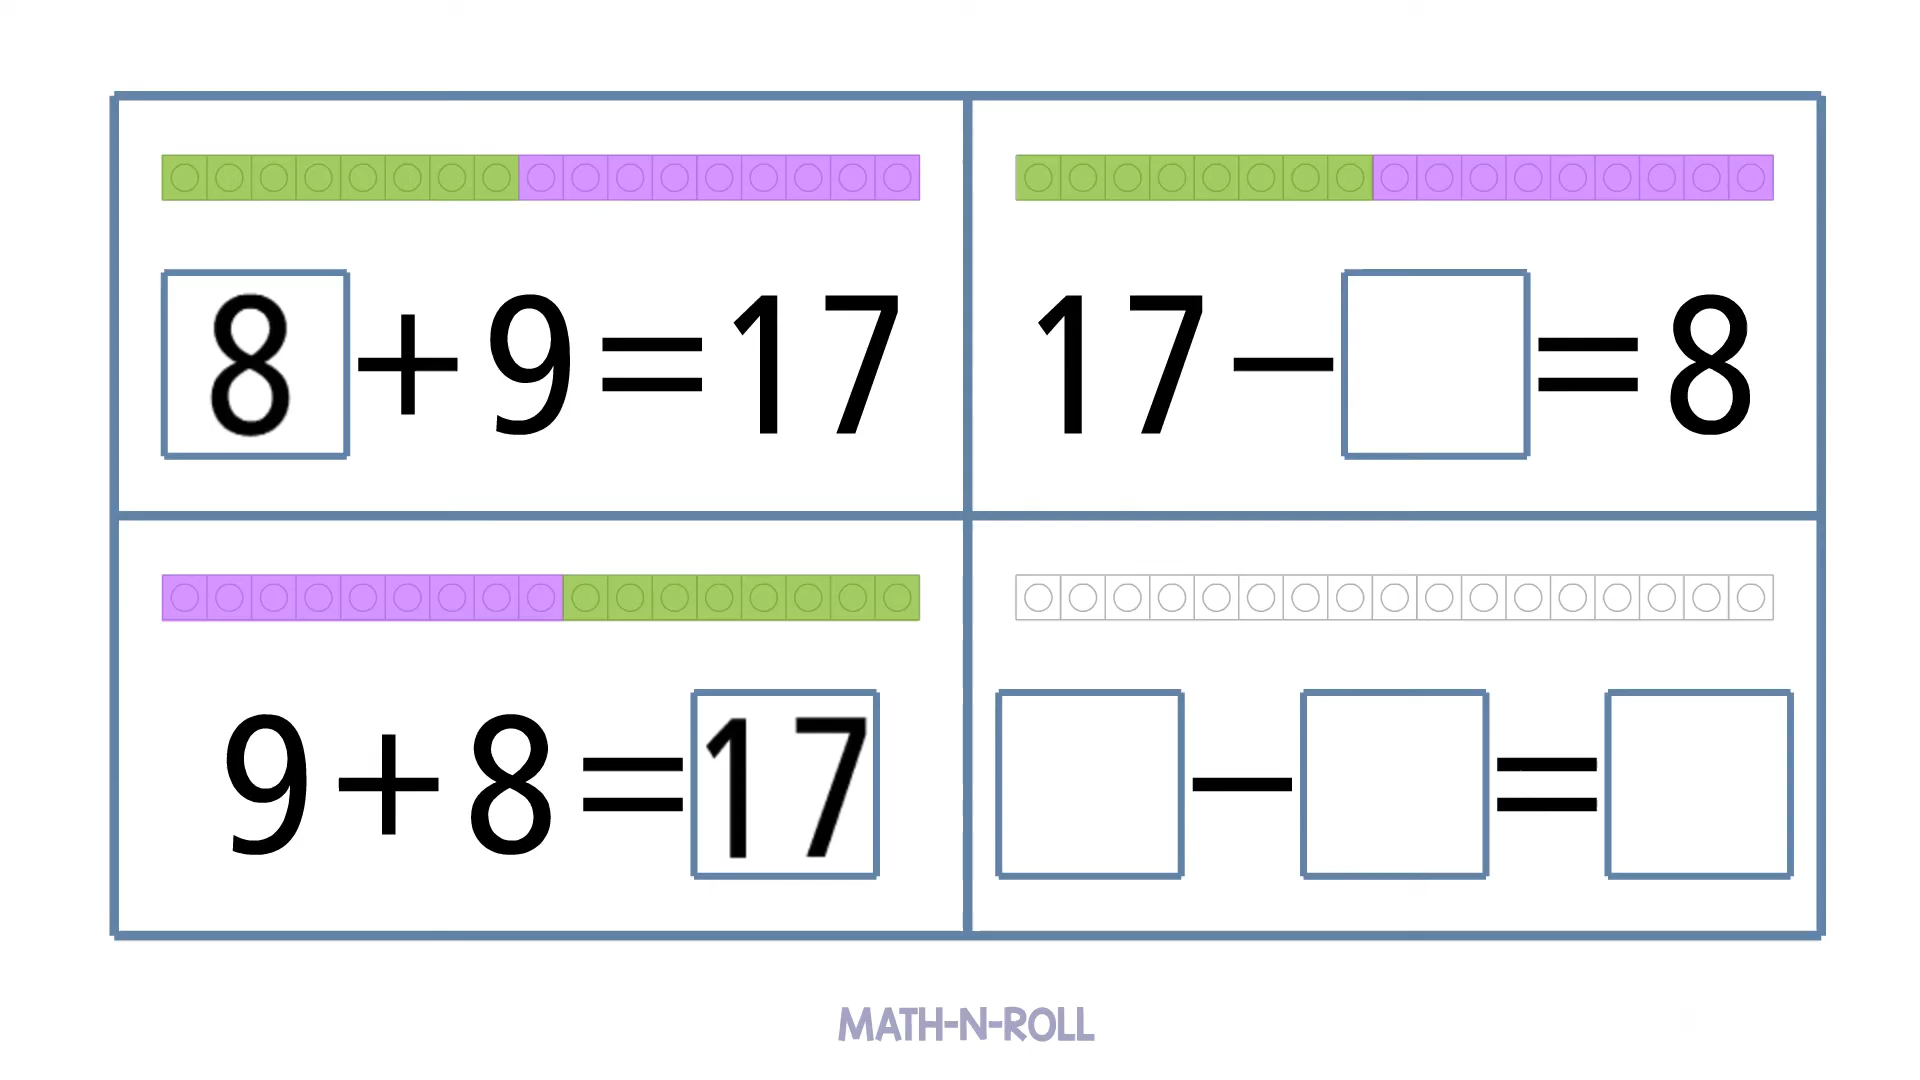 8 + 9 = 17
17 − = 8
9 + 8 = 17
− =
MATH-N-ROLL